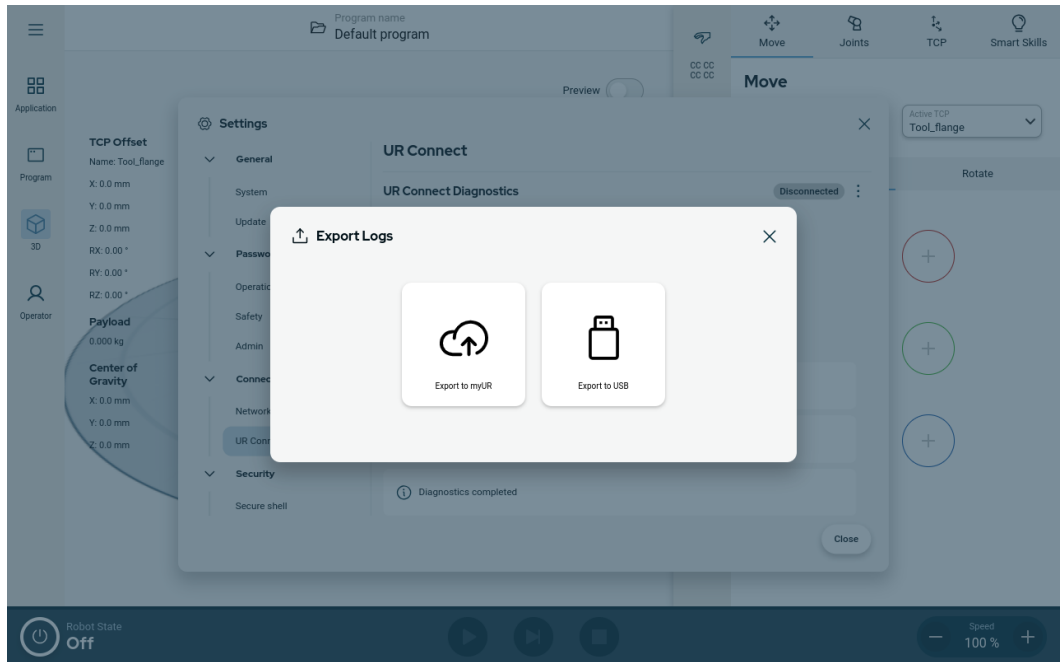 Program name
Default program
Application
Program
3D
Operator
Preview
TCP Offset
Name: Tool_flange
X: 0.0 mm
Y: 0.0 mm
Z: 0.0 mm
RX: 0.00 °
RY: 0.00 °
RZ: 0.00 °
Payload
0.000 kg
Center of
Gravity
X: 0.0 mm
Y: 0.0 mm
Z: 0.0 mm
Settings
General
System
Update
Passwo
Operatio
Safety
Admin
Connec
Network
UR Conn
Security
Secure shell
UR Connect
UR Connect Diagnostics
Disconnected
Export Logs
Export to myUR
Export to USB
Diagnostics completed
Close
CC CC
CC CC
Move
Joints
TCP
Smart Skills
Move
Active TCP
Tool_flange
Rotate
Robot State
Off
Speed
100 %